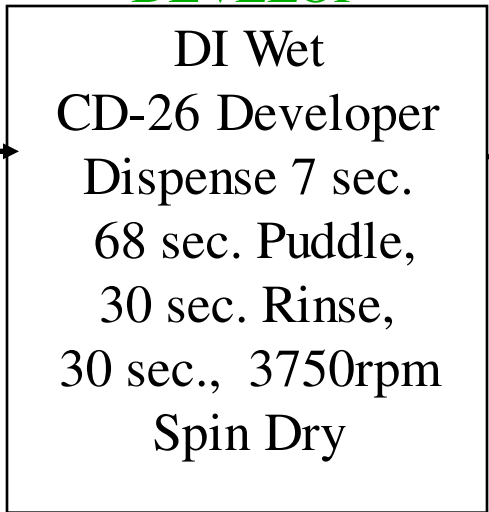 DEVELOP
DI Wet
CD-26 Developer
Dispense 7 sec.
68 sec. Puddle,
30 sec. Rinse,
30 sec.,  3750rpm
Spin Dry